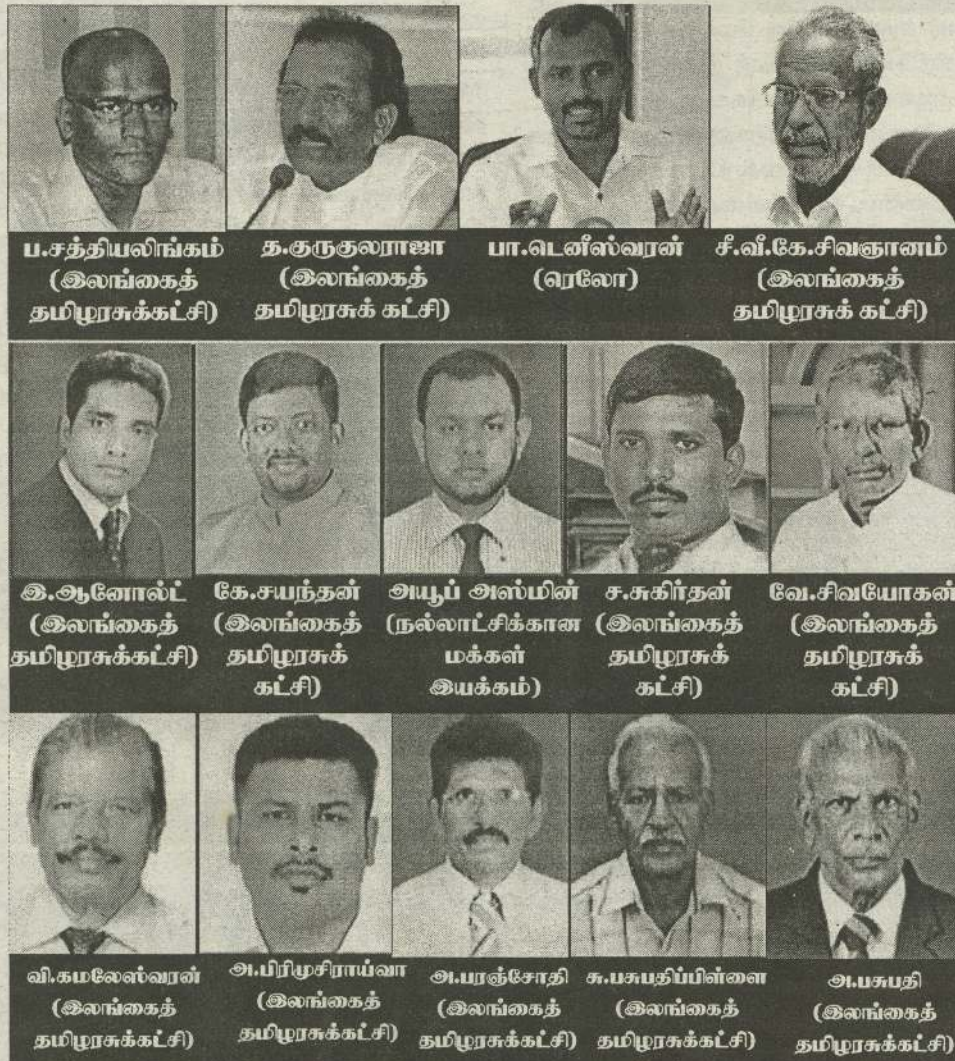 ப.சத்தியலிங்கம்
(இலங்கைத்
தமிழரசுக்கட்சி)
த.குருகுலராஜா
(இலங்கைத்
தமிழரசுக் கட்சி)
பா.டெனீஸ்வரன்
(ரெலோ)
சீ.வீ.கே.சிவஞானம்
(இலங்கைத்
தமிழரசுக் கட்சி)
இ.ஆனோல்ட்
(இலங்கைத்
தமிழரசுக்கட்சி)
கே.சயந்தன்
(இலங்கைத்
தமிழரசுக்
கட்சி)
அயூப் அஸ்மின்
(நல்லாட்சிக்கான
மக்கள்
இயக்கம்)
ச.சுகிர்தன்
(இலங்கைத்
தமிழரசுக்
கட்சி)
வே.சிவயோகன்
(இலங்கைத்
தமிழரசுக்
கட்சி)
வி.கமலேஸ்வரன்
(இலங்கைத்
தமிழரசுக்கட்சி)
அ.பிரிமுசிராய்வா
(இலங்கைத்
தமிழரசுக்கட்சி)
அ.பரஞ்சோதி
(இலங்கைத்
தமிழரசுக்கட்சி)
சு.பசுபதிப்பிள்ளை
(இலங்கைத்
தமிழரசுக்கட்சி)
அ.பசுபதி
(இலங்கைத்
தமிழரசுக்கட்சி)